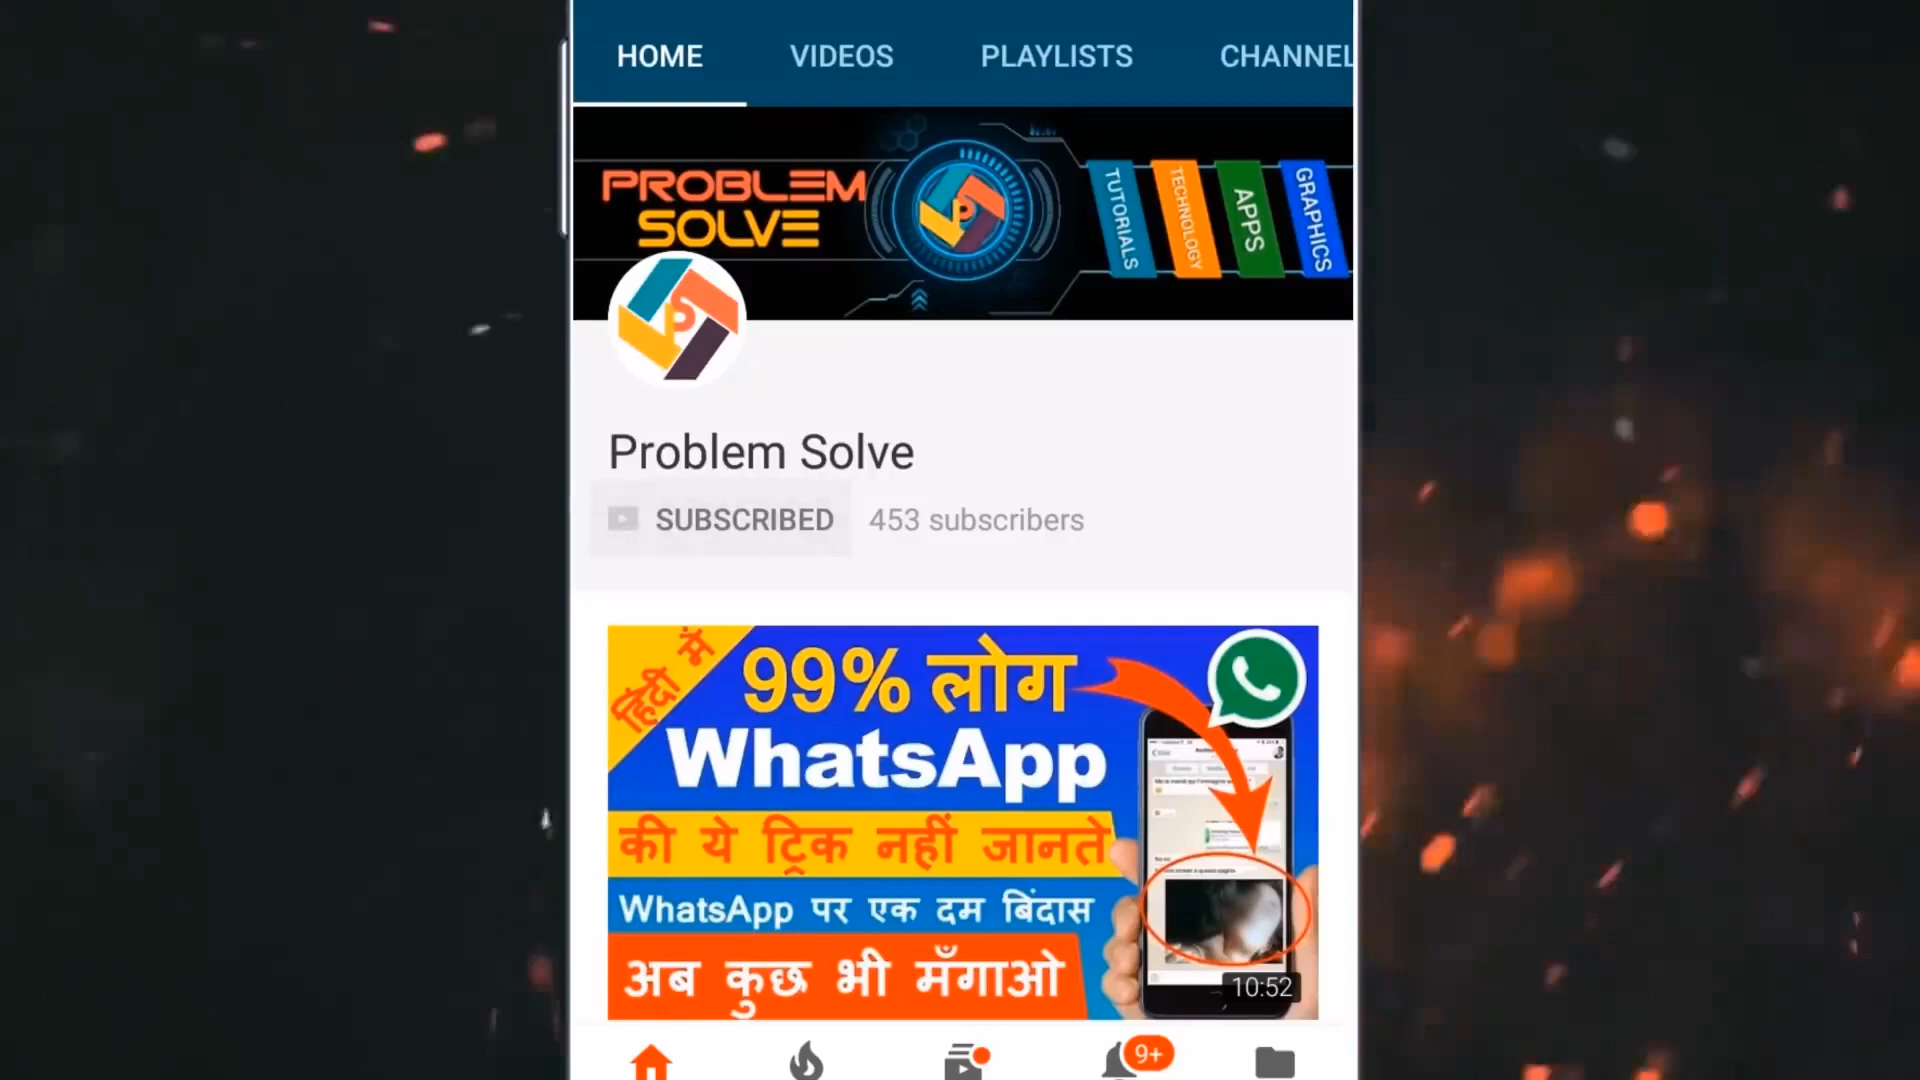 HOME VIDEOS PLAYLISTS CHANNEL
PROBLEM
SOLVE
TUTORIALS
TECHNOLOGY
APPS
GRAPHICS
Problem Solve
SUBSCRIBED 453 subscribers
हिंदी में
99% लोग
WhatsApp
की ये ट्रिक नहीं जानते
WhatsApp पर एक दम बिंदास
अब कुछ भी मँगाओ
10:52
9+